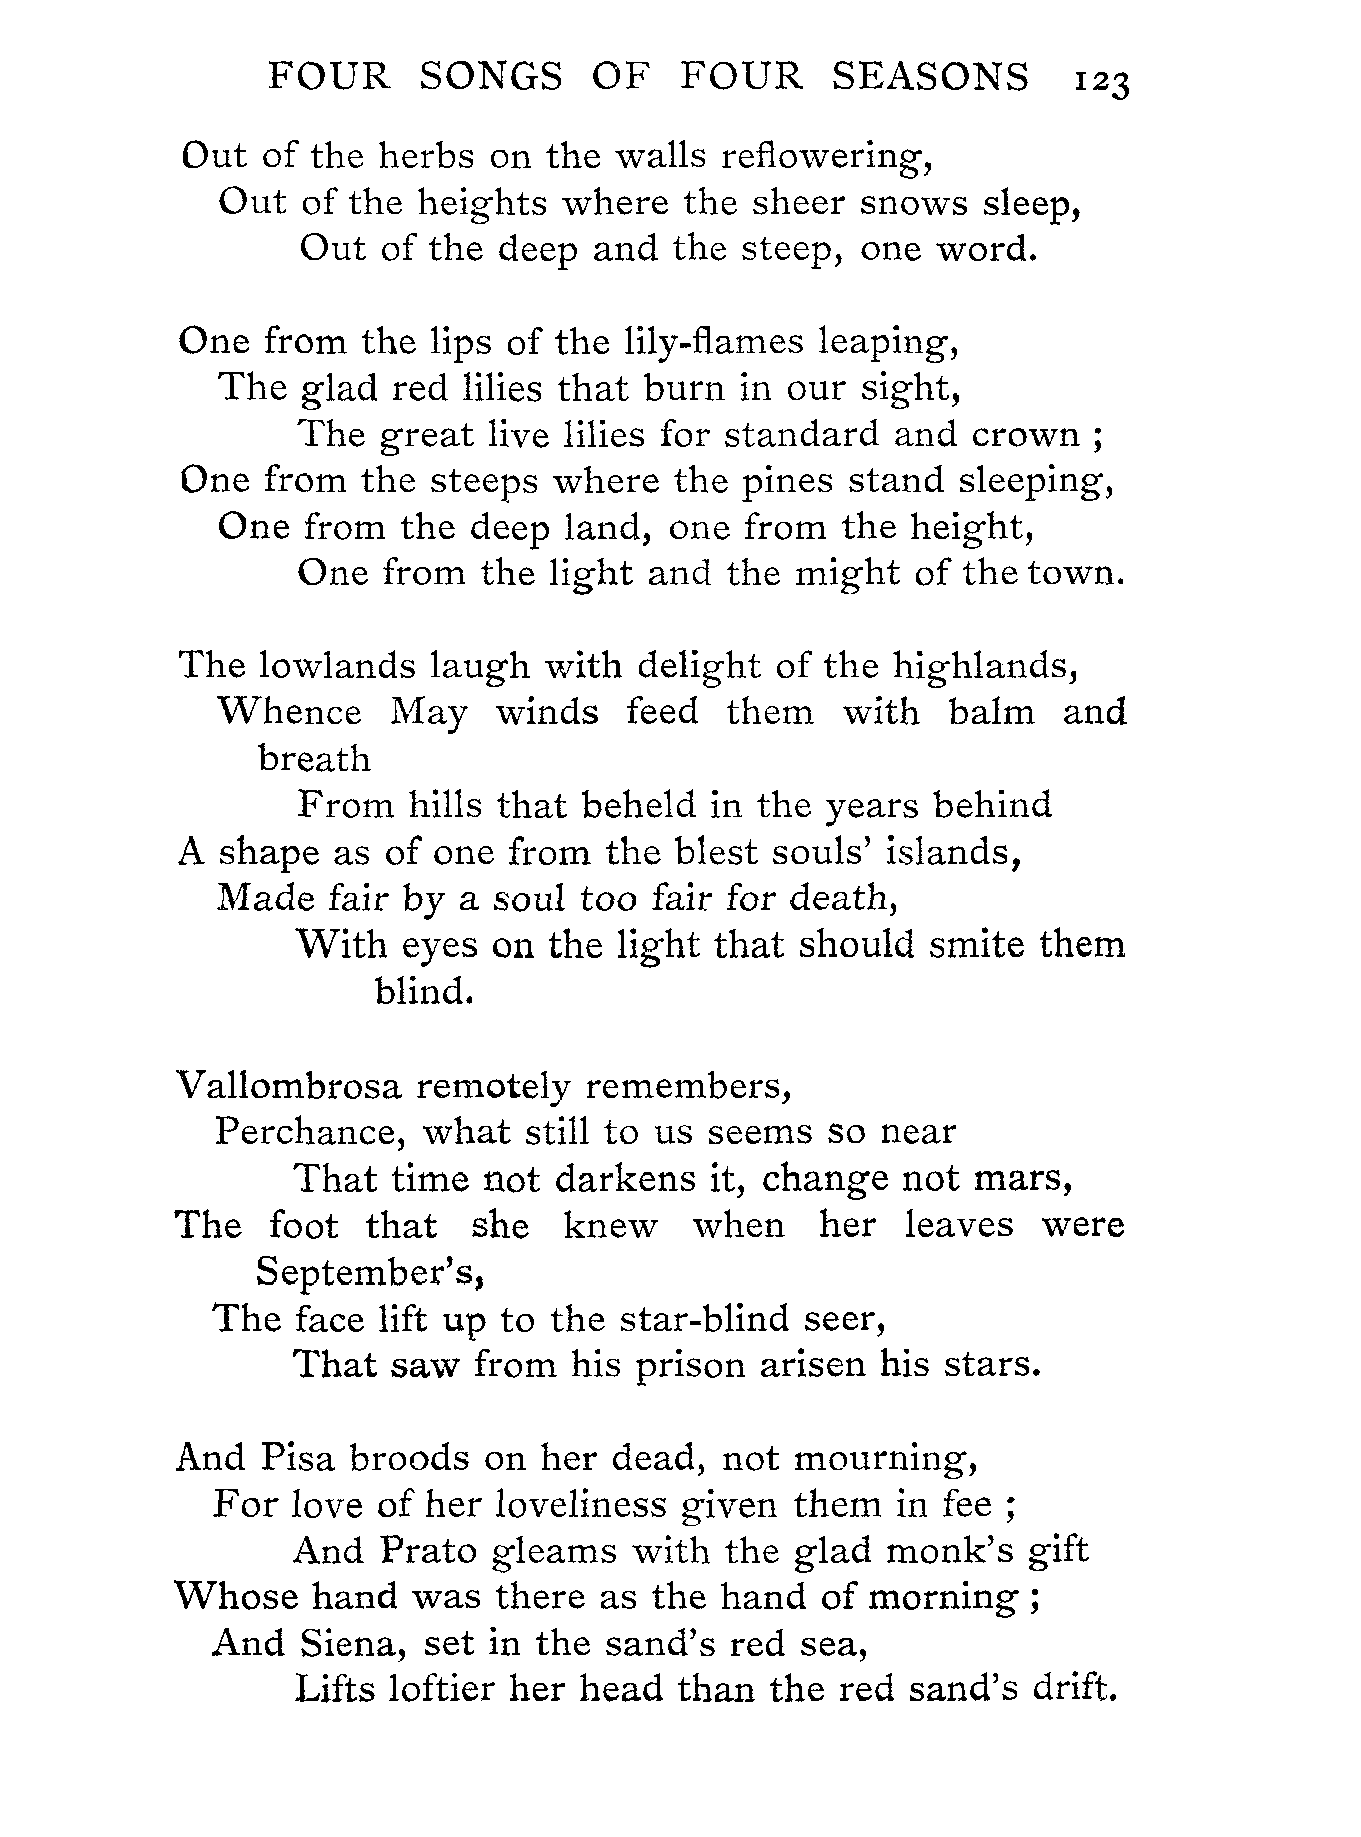 FOUR SONGS OF FOUR SEASONS 123
Out of the herbs on the walls reflowering,
Out of the heights where the sheer snows sleep,
Out of the deep and the steep, one word.
One from the lips of the lily-flames leaping,
The glad red lilies that burn in our sight,
The great live lilies for standard and crown ;
One from the steeps where the pines stand sleeping,
One from the deep land, one from the height,
One from the light and the might of the town.
The lowlands laugh with delight of the highlands,
Whence May winds feed them with balm and
breath
From hills that beheld in the years behind
A shape as of one from the blest souls’ islands,
Made fair by a soul too fair for death,
With eyes on the light that should smite them
blind.
Vallombrosa remotely remembers,
Perchance, what still to us seems so near
That time not darkens it, change not mars,
The foot that she knew when her leaves were
September’s,
The face lift up to the star-blind seer,
That saw from his prison arisen his stars.
And Pisa broods on her dead, not mourning,
For love of her loveliness given them in fee ;
And Prato gleams with the glad monk’s gift
Whose hand was there as the hand of morning ;
And Siena, set in the sand’s red sea,
Lifts loftier her head than the red sand’s drift.